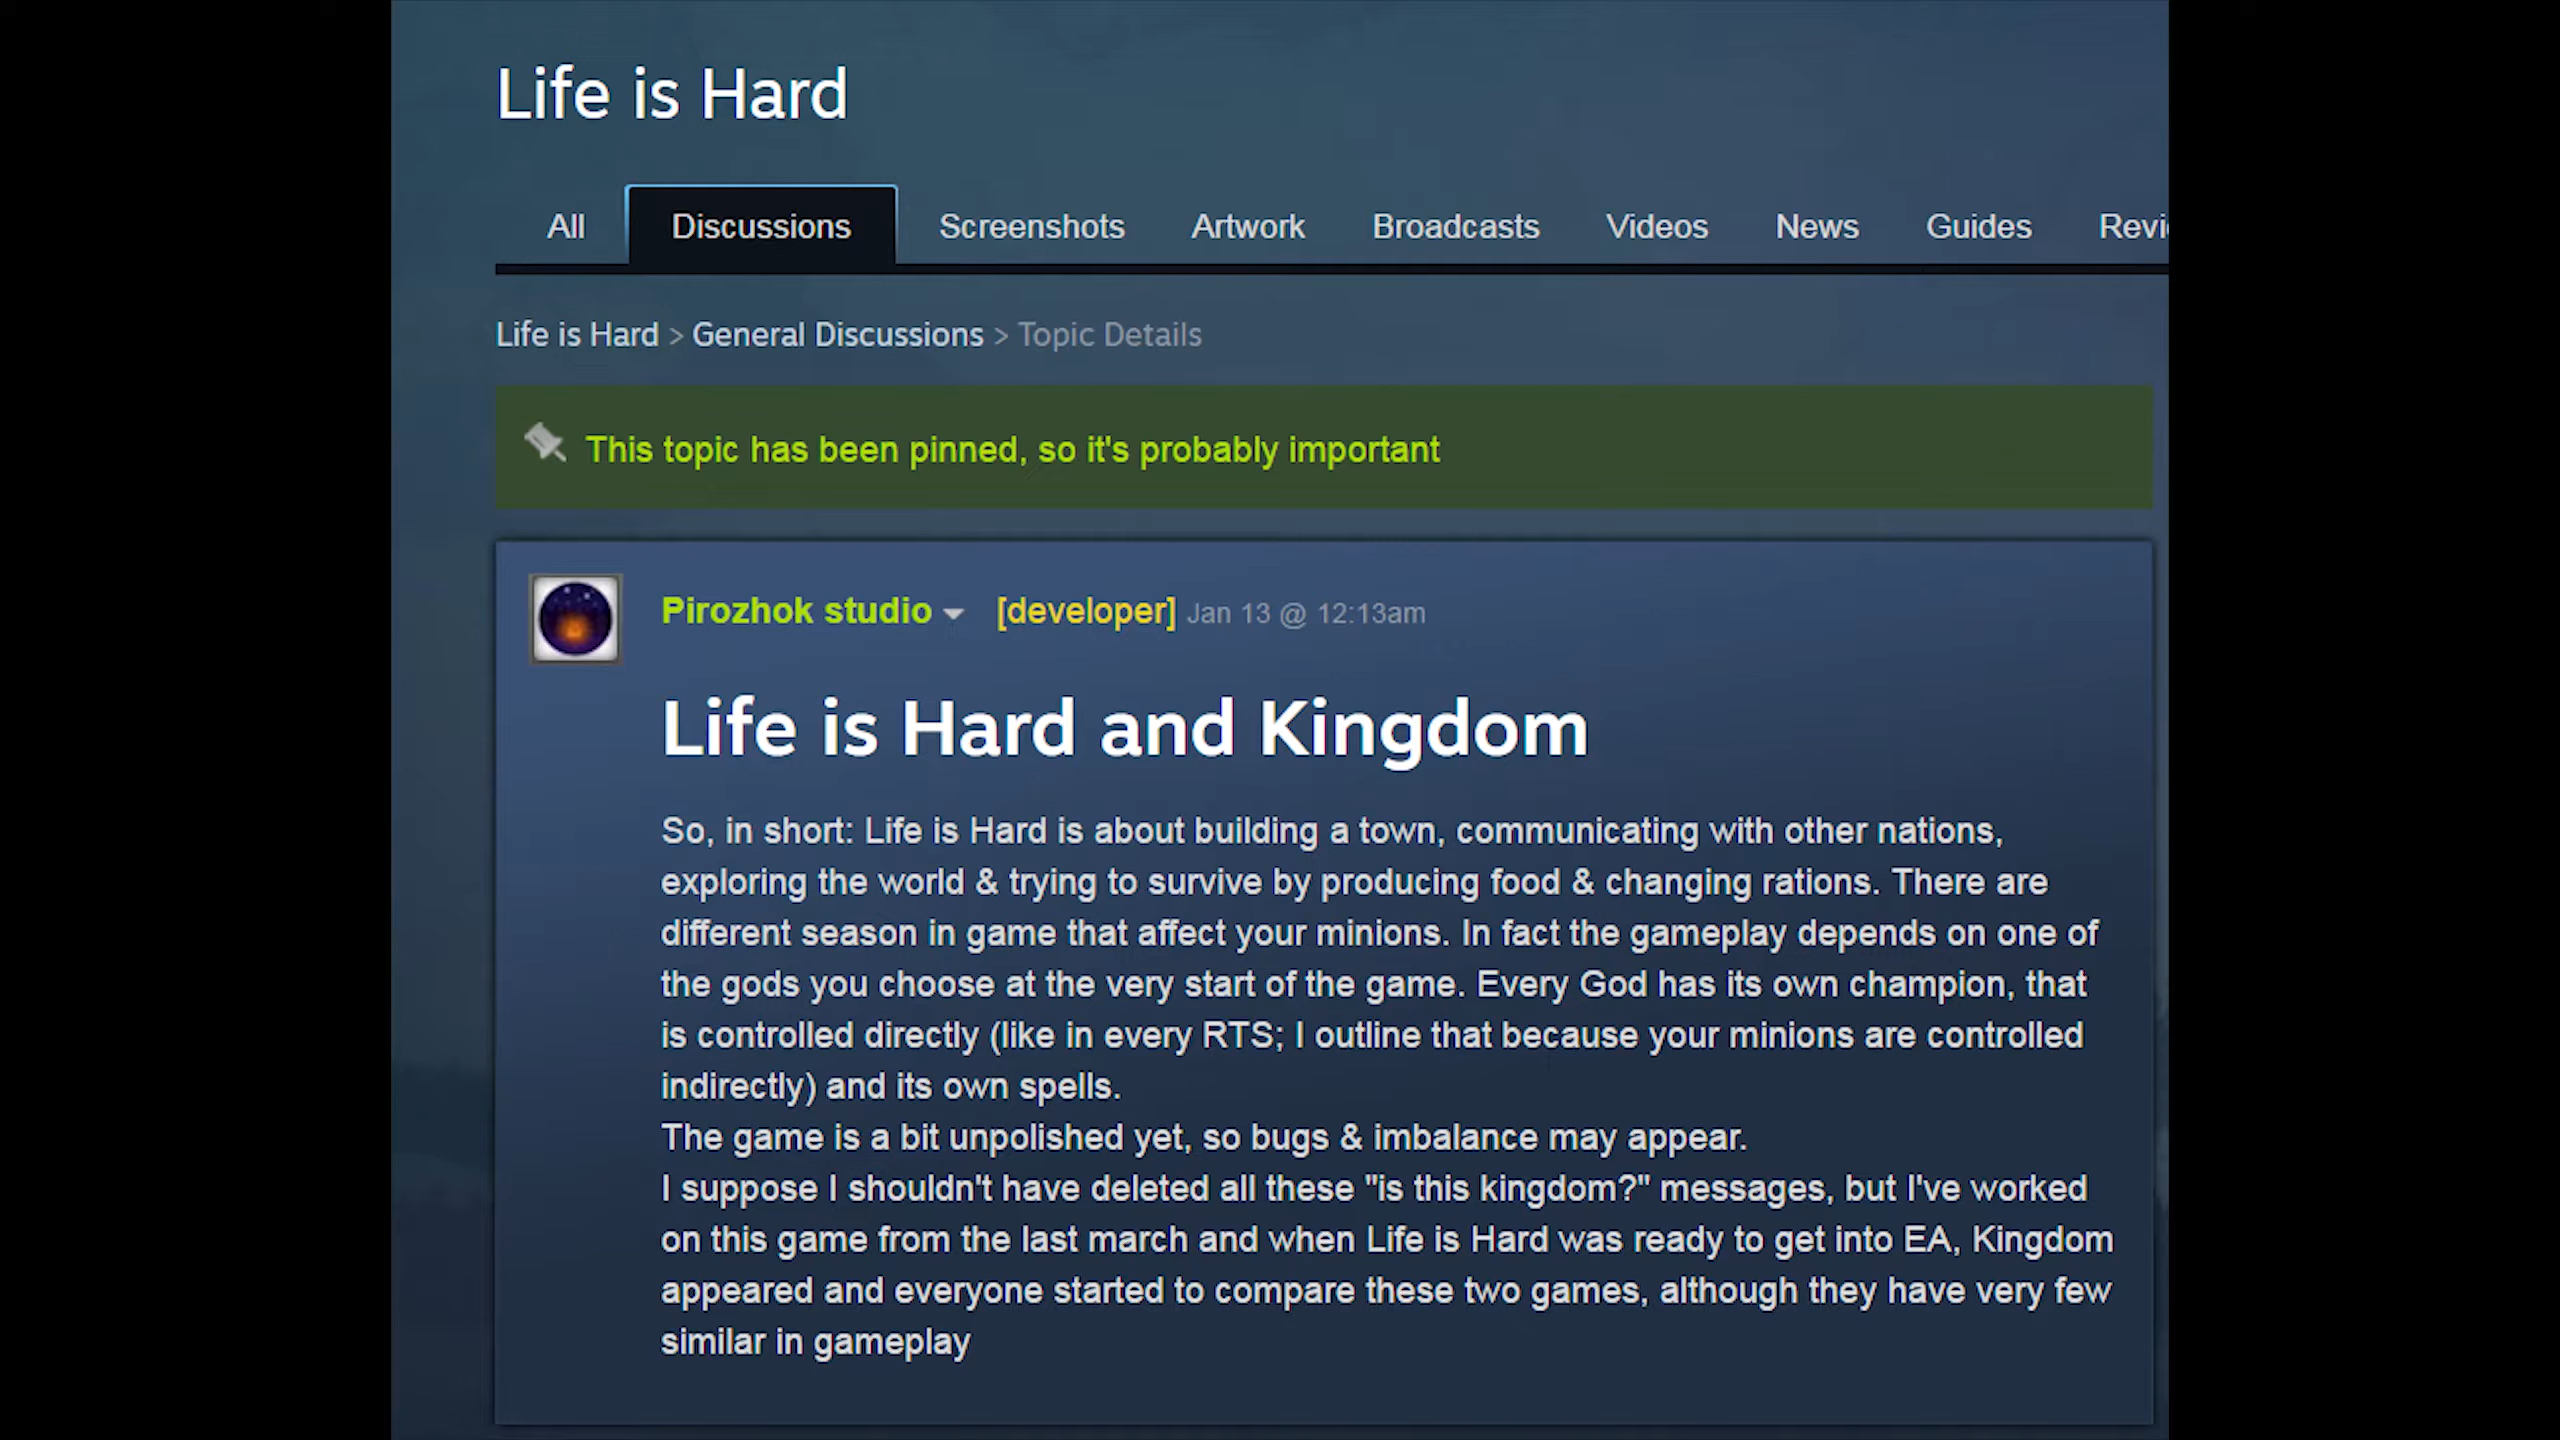 Life is Hard
All Discussions Screenshots Artwork Broadcasts Videos News Guides
Life is Hard > General Discussions > Topic Details
This topic has been pinned, so it's probably important
Pirozhok studio [developer] Jan 13 @ 12:13am
Life is Hard and Kingdom
So, in short: Life is Hard is about building a town, communicating with other nations,
exploring the world & trying to survive by producing food & changing rations. There are
different season in game that affect your minions. In fact the gameplay depends on one of
the gods you choose at the very start of the game. Every God has its own champion, that
is controlled directly (like in every RTS; I outline that because your minions are controlled
indirectly) and its own spells.
The game is a bit unpolished yet, so bugs & imbalance may appear.
I suppose I shouldn't have deleted all these "is this kingdom?" messages, but I've worked
on this game from the last march and when Life is Hard was ready to get into EA, Kingdom
appeared and everyone started to compare these two games, although they have very few
similar in gameplay